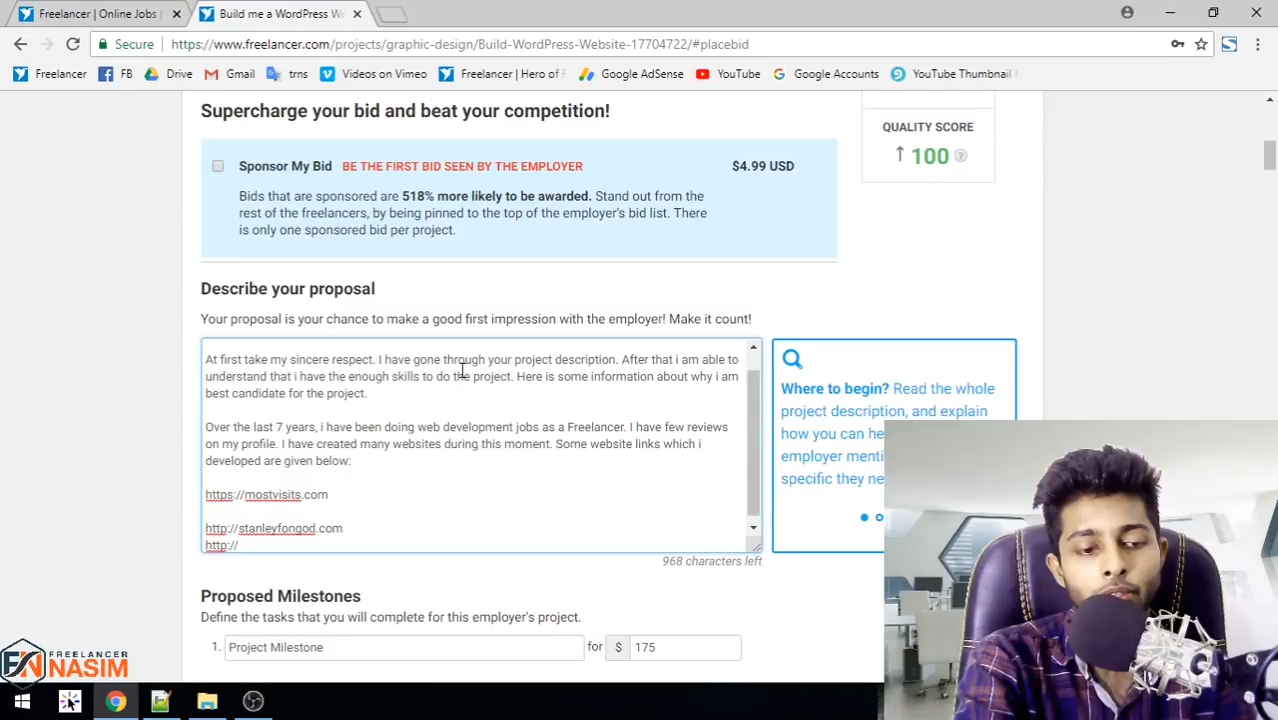 Freelancer | Online Jobs
Build me a WordPress We
Secure
https://www.freelancer.com/projects/graphic-design/Build-WordPress-Website-17704722/#placebid
Freelancer
FB
Drive
Gmail
trns
Videos on Vimeo
Freelancer | Hero of F
Google AdSense
YouTube
Google Accounts
YouTube Thumbnail
Supercharge your bid and beat your competition!
QUALITY SCORE
100
Sponsor My Bid BE THE FIRST BID SEEN BY THE EMPLOYER $4.99 USD
Bids that are sponsored are 518% more likely to be awarded. Stand out from the
rest of the freelancers, by being pinned to the top of the employer's bid list. There
is only one sponsored bid per project.
Describe your proposal
Your proposal is your chance to make a good first impression with the employer! Make it count!
At first take my sincere respect. I have gone through your project description. After that i am able to
understand that i have the enough skills to do the project. Here is some information about why i am
best candidate for the project.
Over the last 7 years, i have been doing web development jobs as a Freelancer. I have few reviews
on my profile. I have created many websites during this moment. Some website links which i
developed are given below:
https://mostvisits.com
http://stanleyfongod.com
http://
968 characters left
Where to begin? Read the whole
project description, and explain
how you can he
employer menti
specific they ne
Proposed Milestones
Define the tasks that you will complete for this employer's project.
1. Project Milestone for $ 175
FREELANCER
NASIM